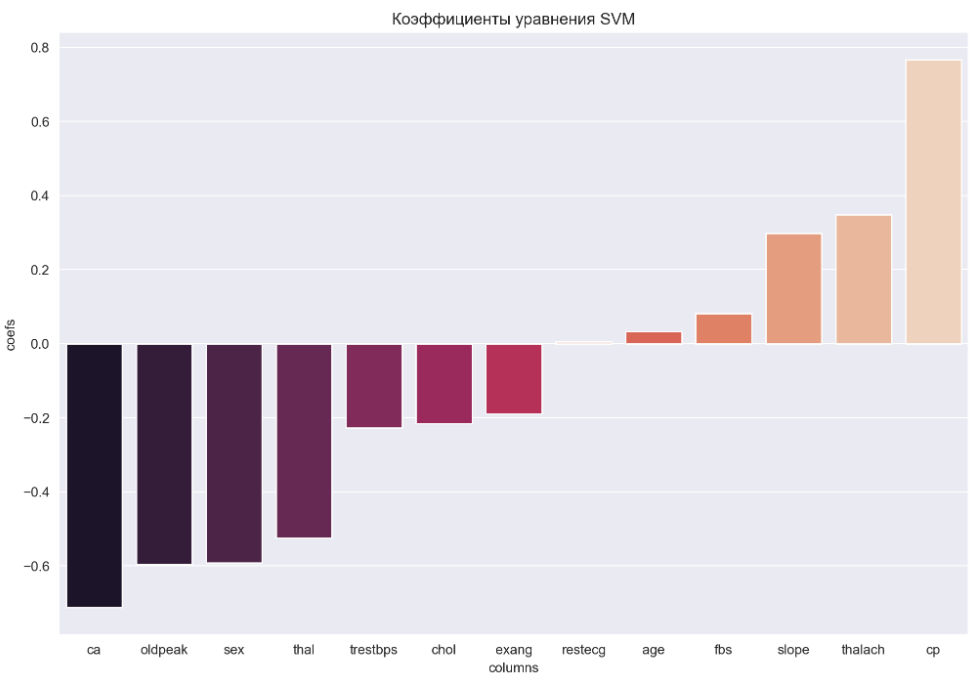 Коэффициенты уравнения SVM
0.8
0.6
0.4
0.2
0.0
−0.2
−0.4
−0.6
coefs
ca oldpeak sex thal trestbps chol exang restecg age fbs slope thalach cp
columns